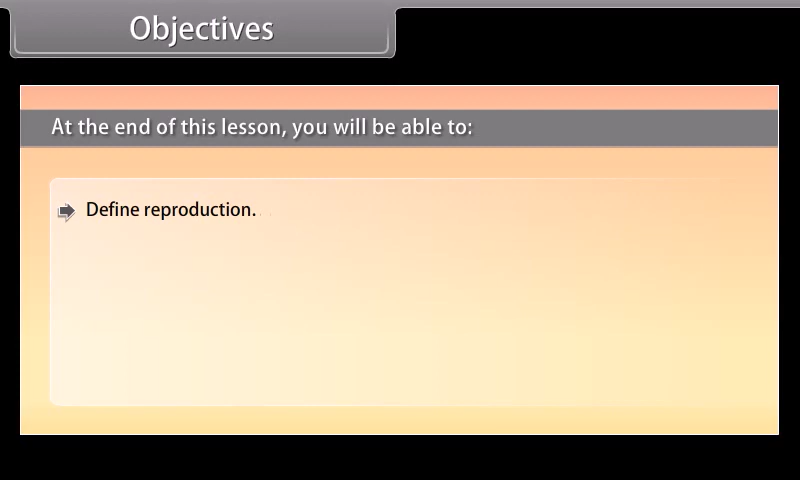 Objectives
At the end of this lesson, you will be able to:
Define reproduction.